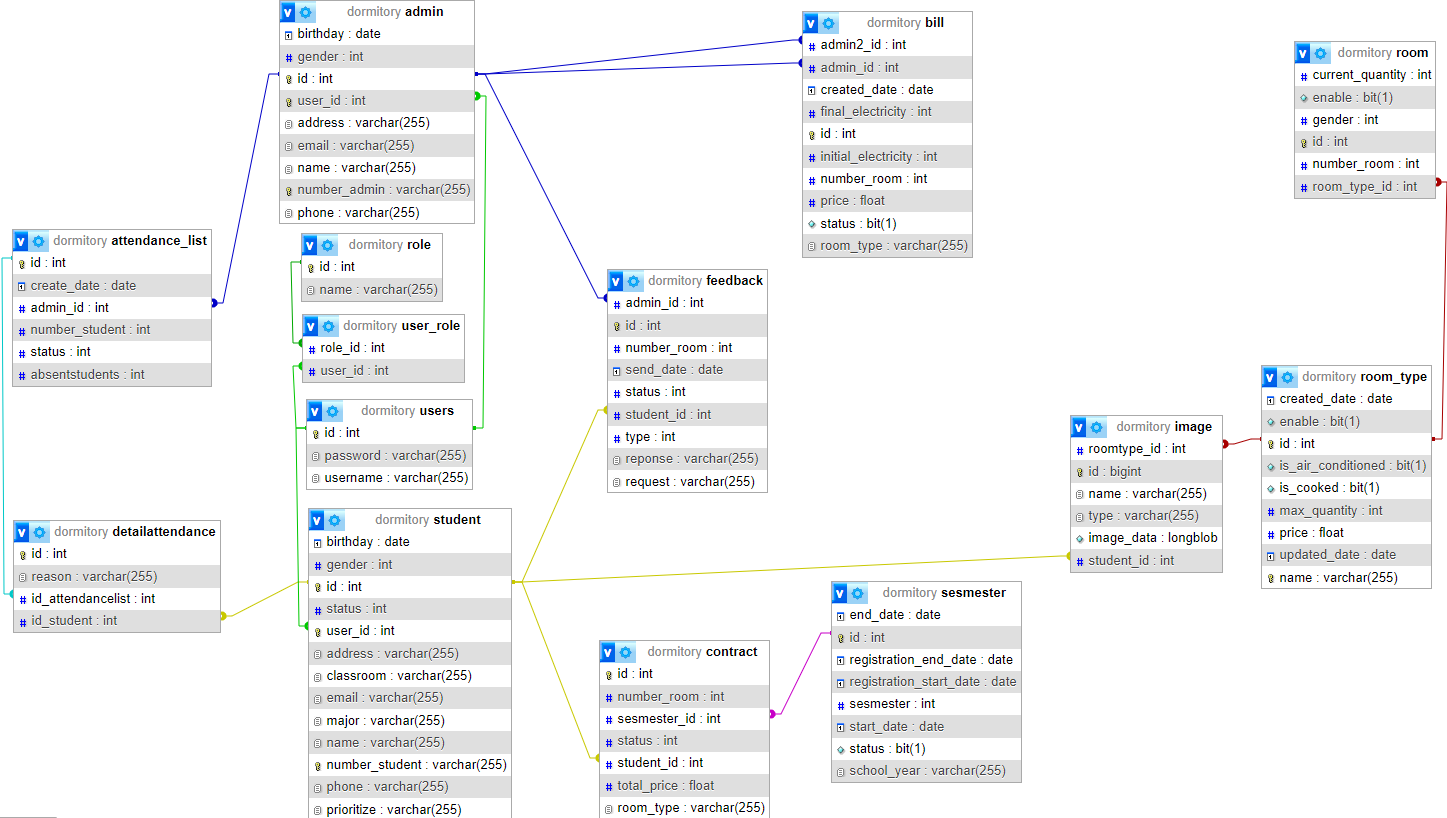 dormitory admin
birthday : date
gender : int
id : int
user_id : int
address : varchar(255)
email : varchar(255)
name : varchar(255)
number_admin : varchar(255)
phone : varchar(255)
dormitory bill
admin2_id : int
admin_id : int
created_date : date
final_electricity : int
id : int
initial_electricity : int
number_room : int
price : float
status : bit(1)
room_type : varchar(255)
dormitory room
current_quantity : int
enable : bit(1)
gender : int
id : int
number_room : int
room_type_id : int
dormitory attendance_list
id : int
create_date : date
admin_id : int
number_student : int
status : int
absentstudents : int
dormitory role
id : int
name : varchar(255)
dormitory user_role
role_id : int
user_id : int
dormitory users
id : int
password : varchar(255)
username : varchar(255)
dormitory feedback
admin_id : int
id : int
number_room : int
send_date : date
status : int
student_id : int
type : int
reponse : varchar(255)
request : varchar(255)
dormitory room_type
created_date : date
enable : bit(1)
id : int
is_air_conditioned : bit(1)
is_cooked : bit(1)
max_quantity : int
price : float
updated_date : date
name : varchar(255)
dormitory image
roomtype_id : int
id : bigint
name : varchar(255)
type : varchar(255)
image_data : longblob
student_id : int
dormitory detailattendance
id : int
reason : varchar(255)
id_attendancelist : int
id_student : int
dormitory student
birthday : date
gender : int
id : int
status : int
user_id : int
address : varchar(255)
classroom : varchar(255)
email : varchar(255)
major : varchar(255)
name : varchar(255)
number_student : varchar(255)
phone : varchar(255)
prioritize : varchar(255)
dormitory contract
id : int
number_room : int
sesmester_id : int
status : int
student_id : int
total_price : float
room_type : varchar(255)
dormitory sesmester
end_date : date
id : int
registration_end_date : date
registration_start_date : date
sesmester : int
start_date : date
status : bit(1)
school_year : varchar(255)